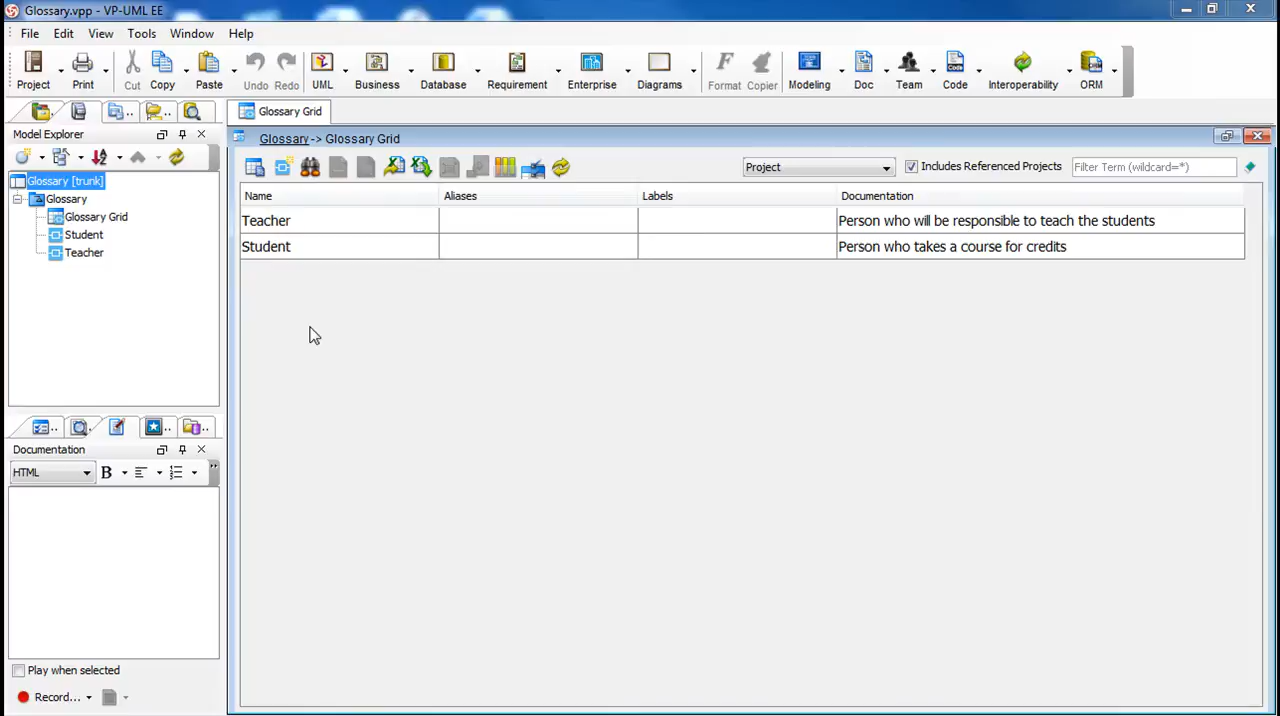 Glossary.vpp - VP-UML EE
File Edit View Tools Window Help
Project Print Cut Copy Paste Undo Redo UML Business Database Requirement Enterprise Diagrams Format Copier Modeling Doc Team Code Interoperability ORM
Glossary Grid
Model Explorer
Glossary -> Glossary Grid
Project Includes Referenced Projects Filter Term (wildcard=*)
Glossary [trunk]
Glossary
Glossary Grid
Student
Teacher
Name Aliases Labels Documentation
Teacher Person who will be responsible to teach the students
Student Person who takes a course for credits
Documentation
HTML B
Play when selected
Record...